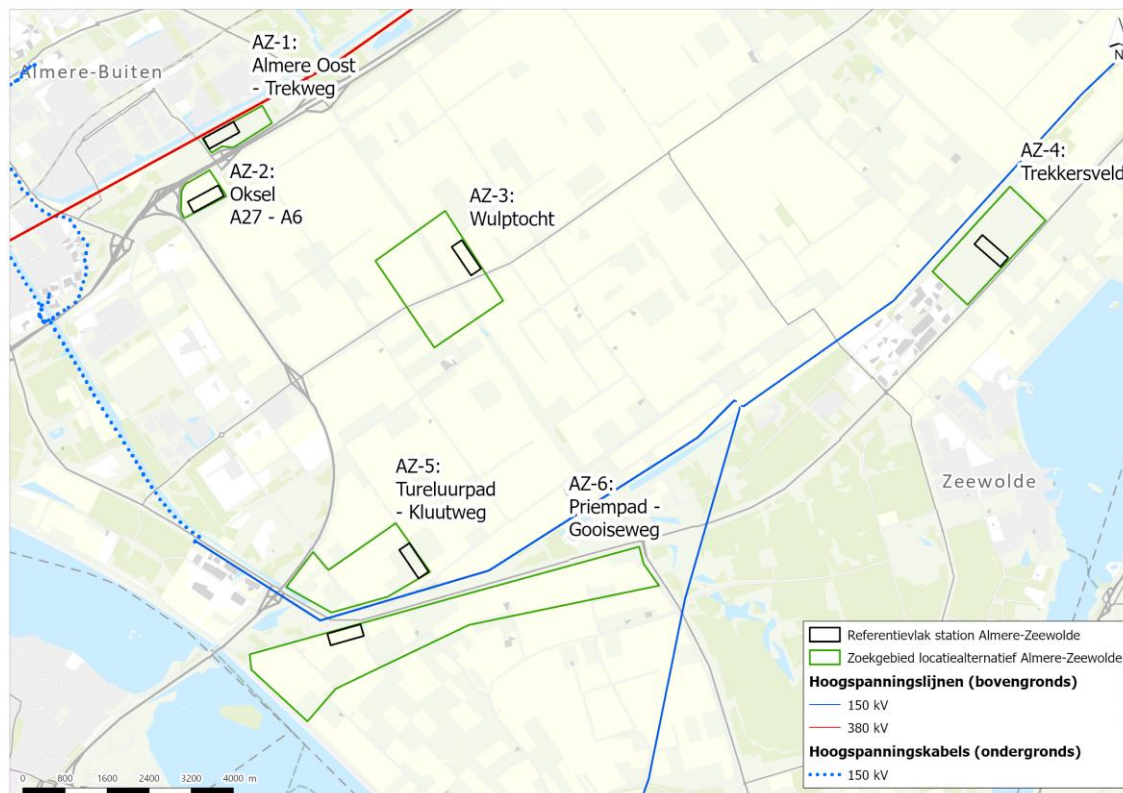 AZ-1:
Almere Oost
- Trekweg
Almere-Buiten
N
AZ-2:
Oksel
A27 - A6
AZ-3:
Wulptocht
AZ-4:
Trekkersveld
AZ-5:
Tureluurpad
- Kluutweg
AZ-6:
Priempad -
Gooiseweg
Zeewolde
Referentievlak station Almere-Zeewolde
Zoekgebied locatiealternatief Almere-Zeewolde
Hoogspanningslijnen (bovengronds)
150 kV
380 kV
Hoogspanningskabels (ondergronds)
150 kV
0 800 1600 2400 3200 4000 m